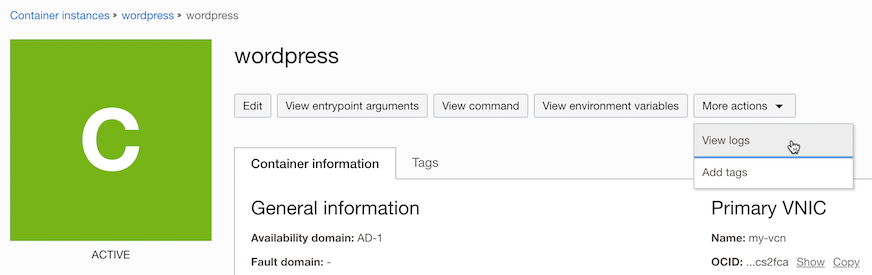 Container instances » wordpress » wordpress
C
ACTIVE
wordpress
Edit View entrypoint arguments View command View environment variables More actions
View logs
Add tags
Container information Tags
General information
Availability domain: AD-1
Fault domain: -
Primary VNIC
Name: my-vcn
OCID: ...cs2fca Show Copy